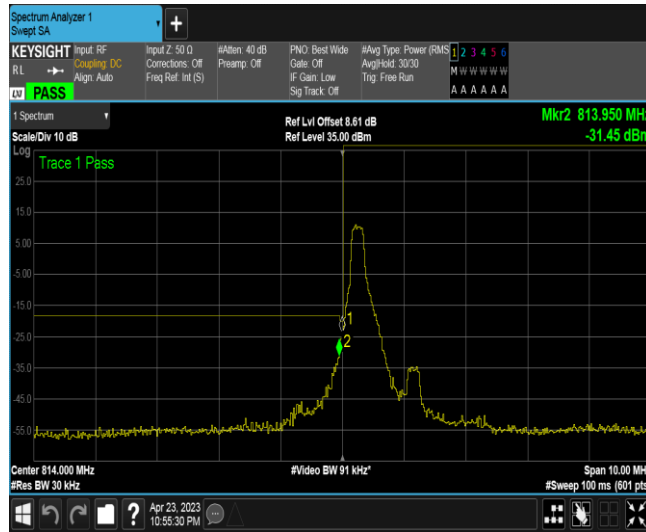 Spectrum Analyzer 1
Swept SA
KEYSIGHT Input: RF Input Z: 50 Ω #Atten: 40 dB PNO: Best Wide #Avg Type: Power (RMS 1 2 3 4 5 6
RL Coupling: DC Corrections: Off Preamp: Off Gate: Off Avg|Hold: 30/30 M W W W W W
Align: Auto Freq Ref: Int (S) IF Gain: Low Trig: Free Run
LXI PASS Sig Track: Off A A A A A A
1 Spectrum Ref Lvl Offset 8.61 dB Mkr2 813.950 MHz
Scale/Div 10 dB Ref Level 35.00 dBm -31.45 dBm
Log
Trace 1 Pass
25.0
15.0
5.00
-5.00
-15.0
1
2
-25.0
-35.0
-45.0
-55.0
Center 814.000 MHz #Video BW 91 kHz* Span 10.00 MHz
#Res BW 30 kHz #Sweep 100 ms (601 pts
? Apr 23, 2023
10:55:30 PM